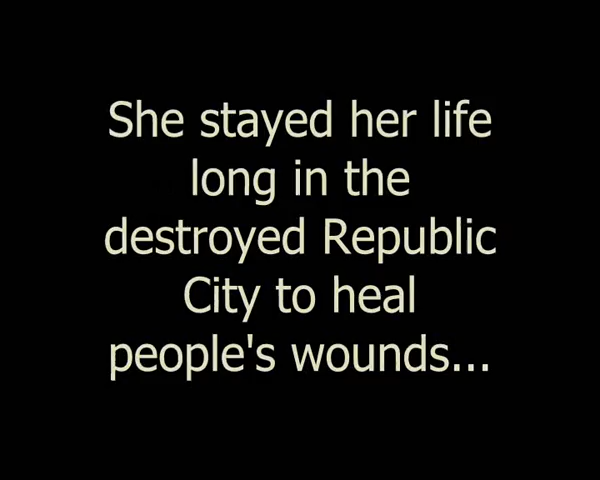 She stayed her life
long in the
destroyed Republic
City to heal
people's wounds...